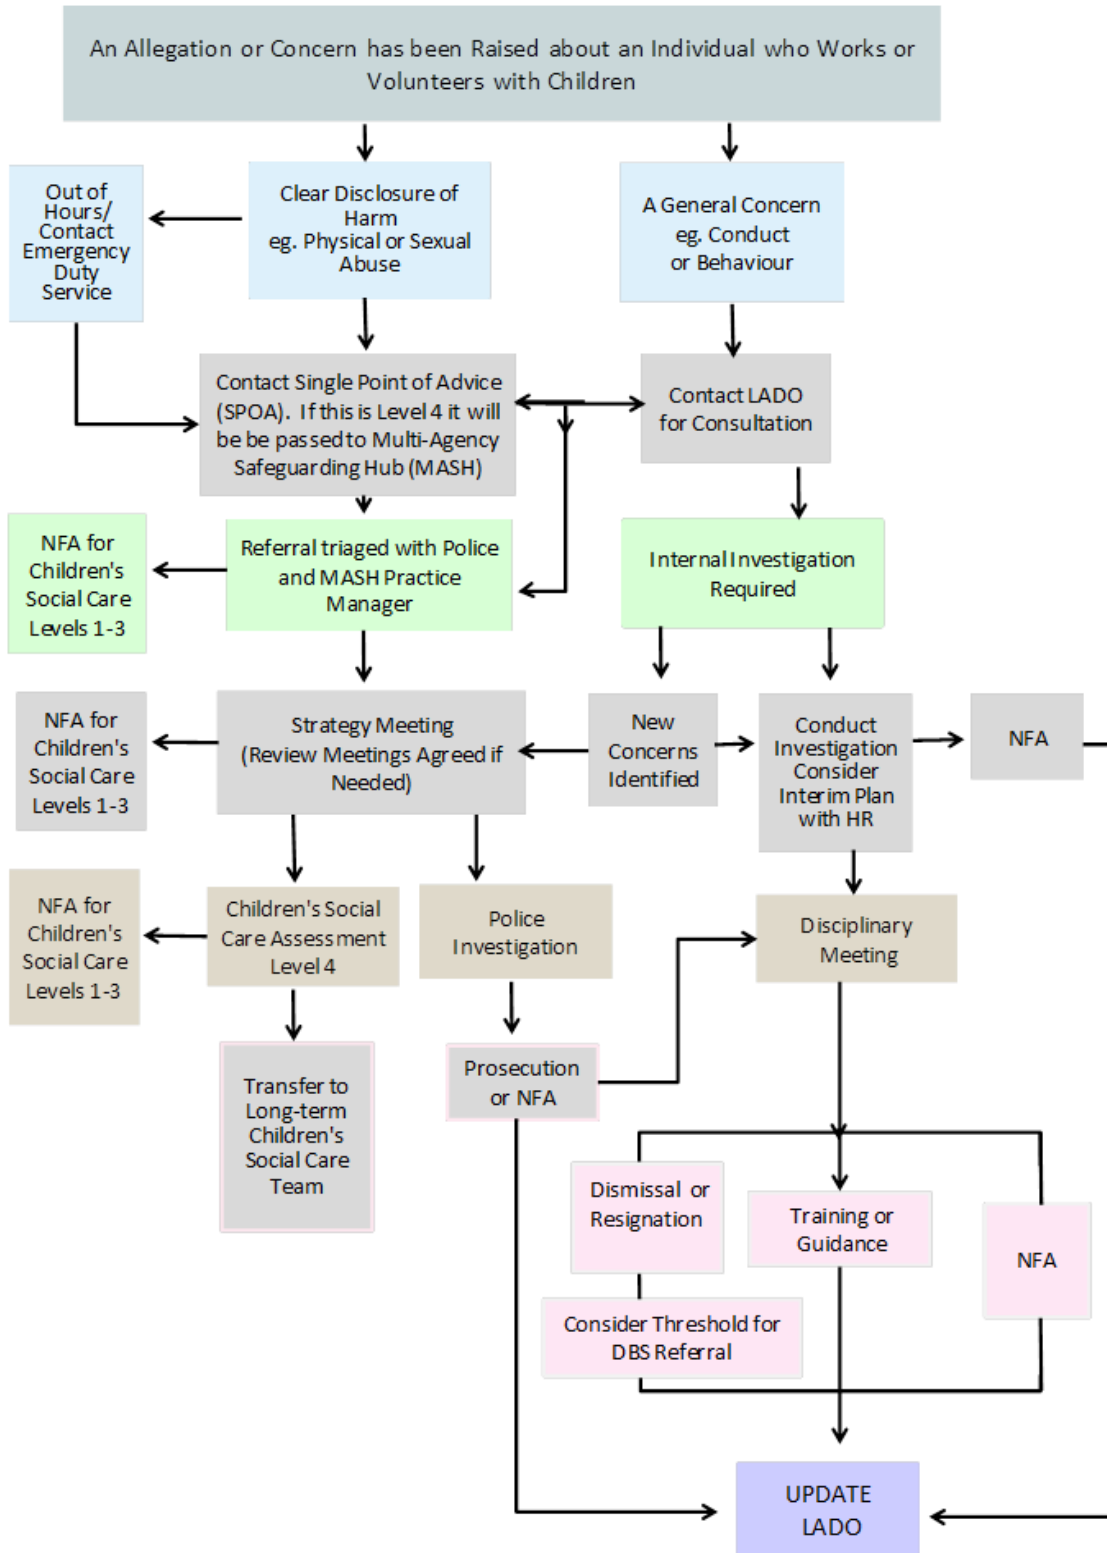 An Allegation or Concern has been Raised about an Individual who Works or
Volunteers with Children
Out of
Hours/
Contact
Emergency
Duty
Service
Clear Disclosure of
Harm
eg. Physical or Sexual
Abuse
A General Concern
eg. Conduct
or Behaviour
Contact Single Point of Advice
(SPOA). If this is Level 4 it will
be be passed to Multi-Agency
Safeguarding Hub (MASH)
Contact LADO
for Consultation
NFA for
Children's
Social Care
Levels 1-3
Referral triaged with Police
and MASH Practice
Manager
Internal Investigation
Required
NFA for
Children's
Social Care
Levels 1-3
Strategy Meeting
(Review Meetings Agreed if
Needed)
New
Concerns
Identified
Conduct
Investigation
Consider
Interim Plan
with HR
NFA
NFA for
Children's
Social Care
Levels 1-3
Children's Social
Care Assessment
Level 4
Police
Investigation
Disciplinary
Meeting
Transfer to
Long-term
Children's
Social Care
Team
Prosecution
or NFA
Dismissal or
Resignation
Training or
Guidance
NFA
Consider Threshold for
DBS Referral
UPDATE
LADO